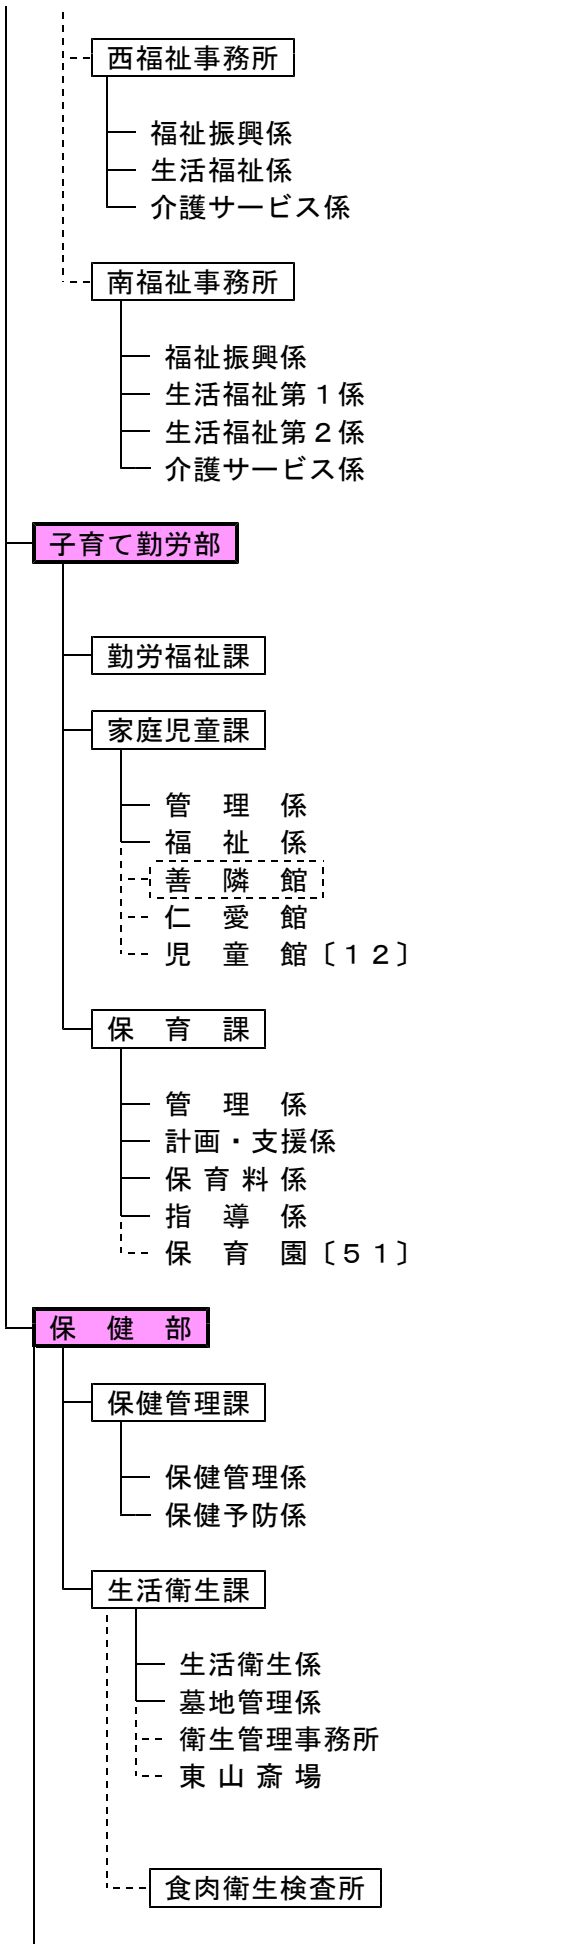 西福祉事務所
福祉振興係
生活福祉係
介護サービス係
南福祉事務所
福祉振興係
生活福祉第１係
生活福祉第２係
介護サービス係
子育て勤労部
勤労福祉課
家庭児童課
管　理　係
福　祉　係
善　隣　館
仁　愛　館
児　童　館〔１２〕
保　育　課
管　理　係
計画・支援係
保 育 料 係
指　導　係
保　育　園〔５１〕
保　健　部
保健管理課
保健管理係
保健予防係
生活衛生課
生活衛生係
墓地管理係
衛生管理事務所
東 山 斎 場
食肉衛生検査所